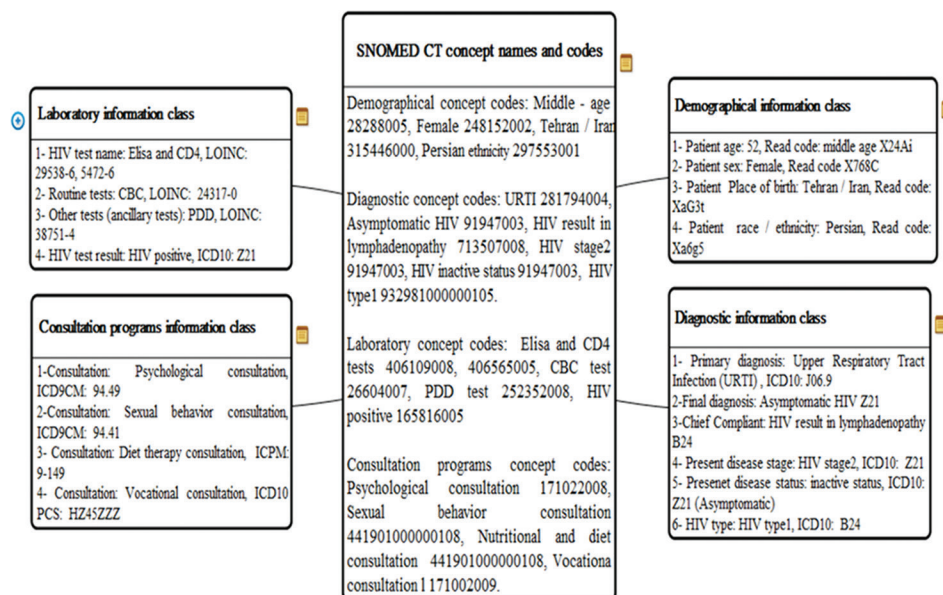 SNOMED CT concept names and codes
Demographical concept codes: Middle - age
28288005, Female 248152002, Tehran / Iran
315446000, Persian ethnicity 297553001
Diagnostic concept codes: URTI 281794004,
Asymptomatic HIV 91947003, HIV result in
lymphadenopathy 713507008, HIV stage2
91947003, HIV inactive status 91947003, HIV
type1 932981000000105.
Laboratory concept codes: Elisa and CD4
tests 406109008, 406565005, CBC test
26604007, PDD test 252352008, HIV
positive 165816005
Consultation programs concept codes:
Psychological consultation 171022008,
Sexual behavior consultation
441901000000108, Nutritional and diet
consultation 441901000000108, Vocationa
consultation l 171002009.
Laboratory information class
1- HIV test name: Elisa and CD4, LOINC:
29538-6, 5472-6
2- Routine tests: CBC, LOINC: 24317-0
3- Other tests (ancillary tests): PDD, LOINC:
38751-4
4- HIV test result: HIV positive, ICD10: Z21
Consultation programs information class
1-Consultation: Psychological consultation,
ICD9CM: 94.49
2-Consultation: Sexual behavior consultation,
ICD9CM: 94.41
3- Consultation: Diet therapy consultation, ICPM:
9-149
4- Consultation: Vocational consultation, ICD10
PCS: HZ45ZZZ
Demographical information class
1- Patient age: 52, Read code: middle age X24Ai
2- Patient sex: Female, Read code X768C
3- Patient Place of birth: Tehran / Iran, Read code:
XaG3t
4- Patient race / ethnicity: Persian, Read code:
Xa6g5
Diagnostic information class
1- Primary diagnosis: Upper Respiratory Tract
Infection (URTI) , ICD10: J06.9
2-Final diagnosis: Asymptomatic HIV Z21
3-Chief Compliant: HIV result in lymphadenopathy
B24
4- Present disease stage: HIV stage2, ICD10: Z21
5- Presenet disease status: inactive status, ICD10:
Z21 (Asymptomatic)
6- HIV type: HIV type1, ICD10: B24